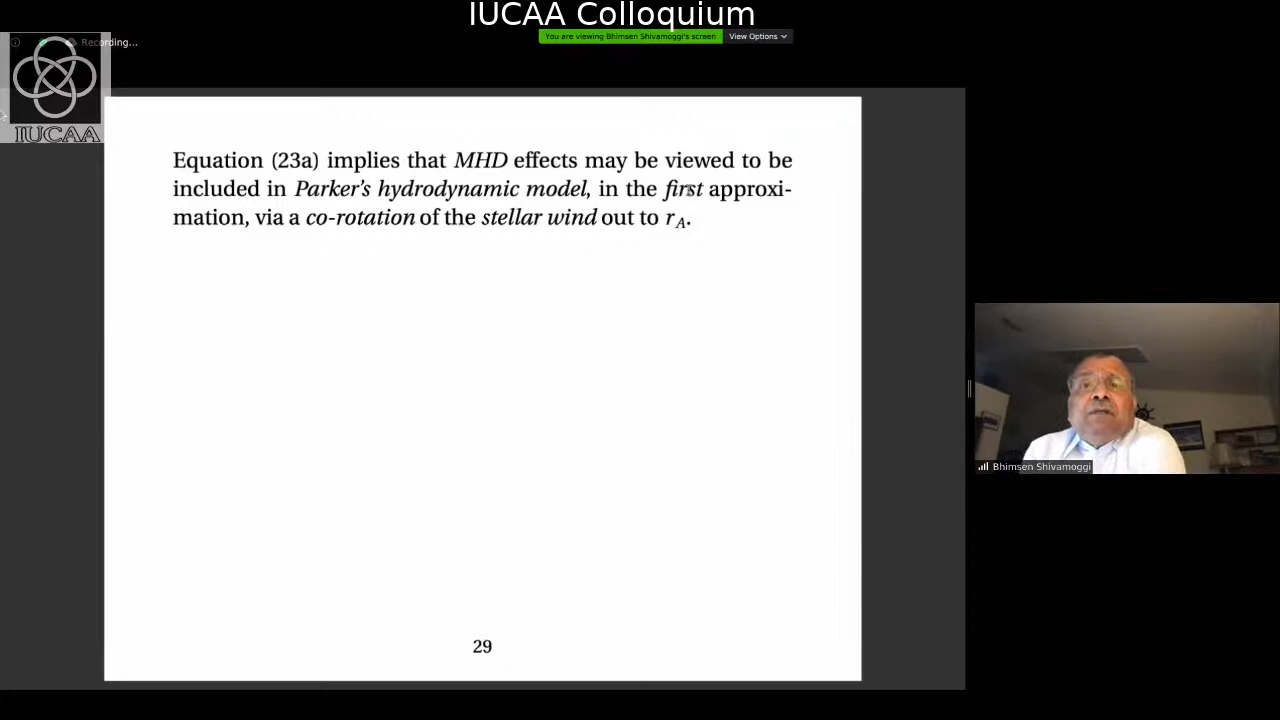 IUCAA Colloquium
Recording...
You are viewing Bhimsen Shivamoggi's screen
View Options
IUCAA
Equation (23a) implies that MHD effects may be viewed to be
included in Parker's hydrodynamic model, in the first approxi-
mation, via a co-rotation of the stellar wind out to r_A.
Bhimsen Shivamoggi
29